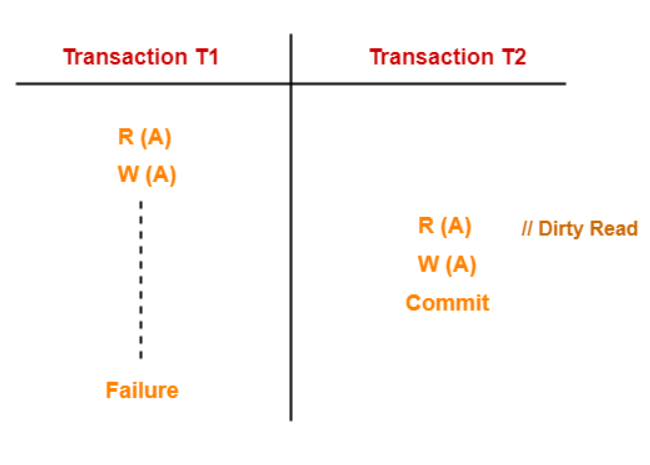 Transaction T1
Transaction T2
R (A)
W (A)
R (A) // Dirty Read
W (A)
Commit
Failure